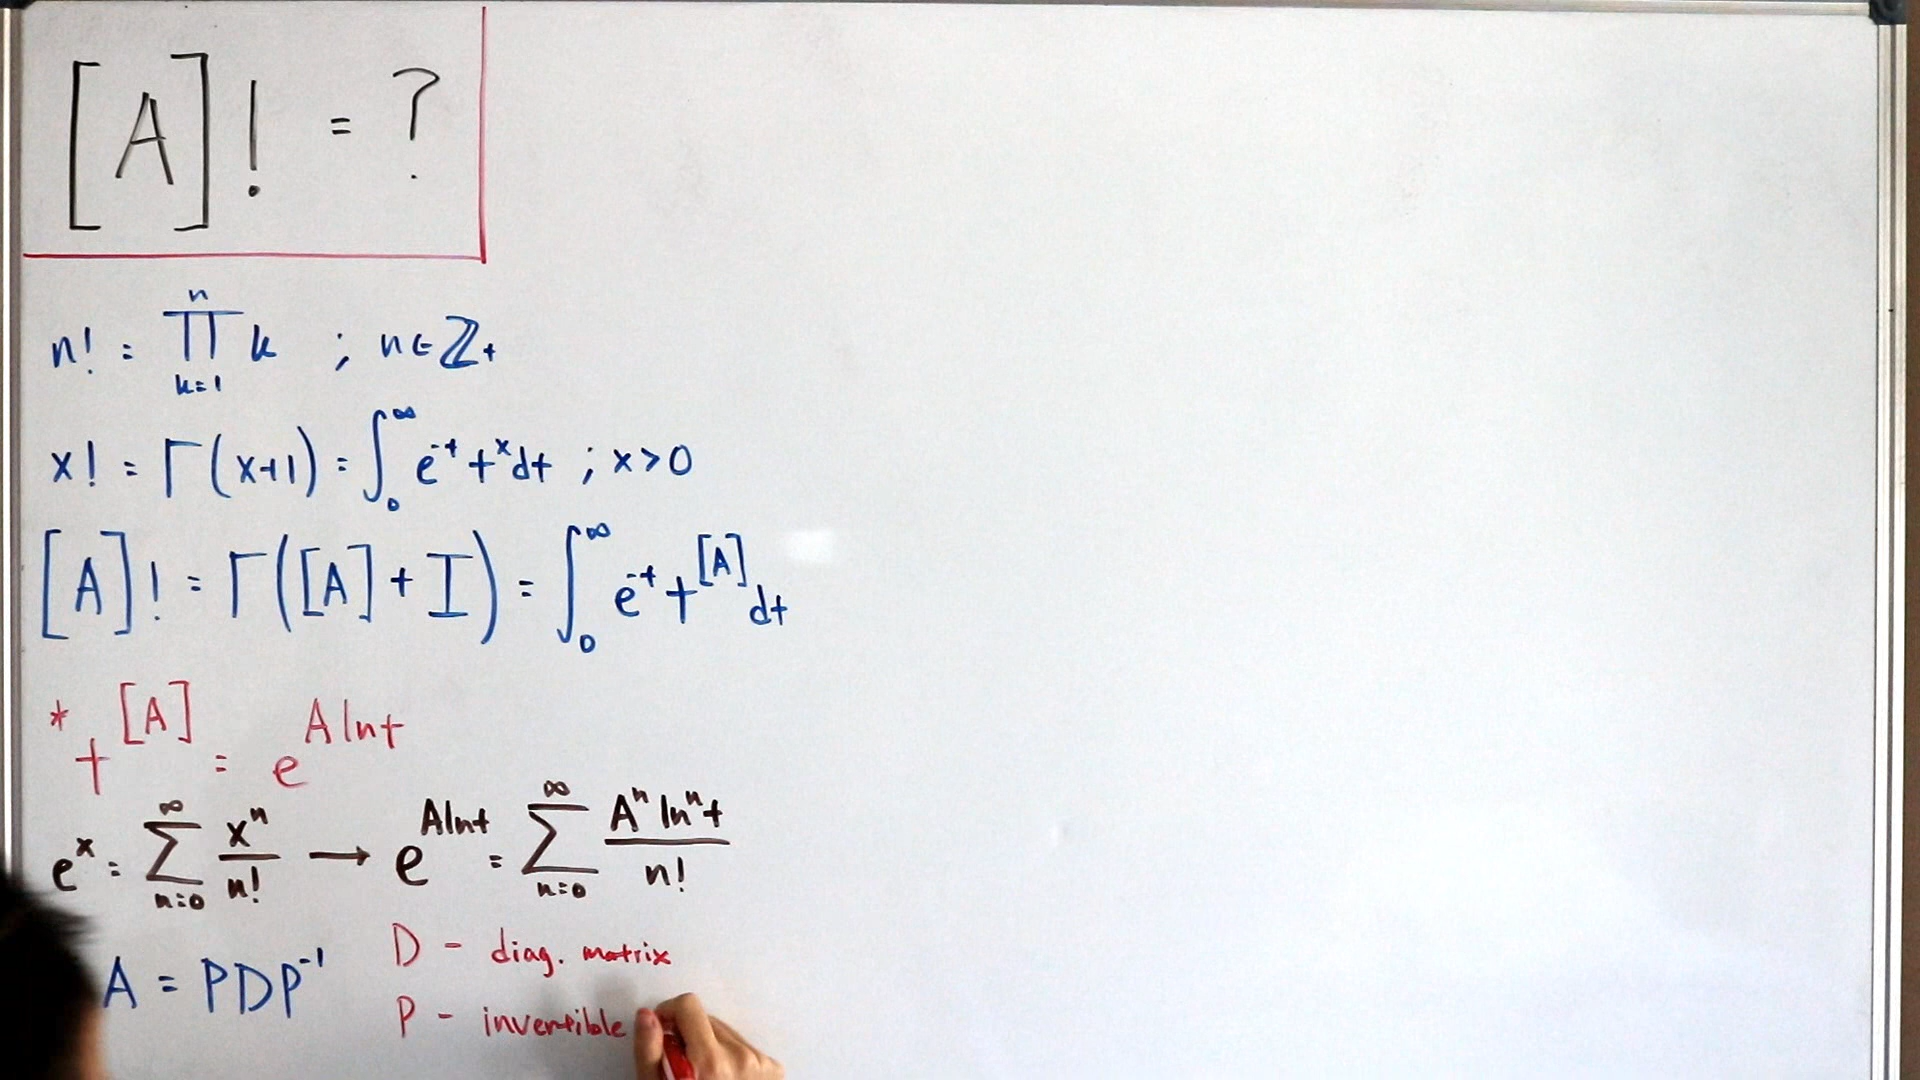 [A]! = ?
n! = ∏_{k=1}^{n} k ; n ∈ ℤ₊
x! = Γ(x+1) = ∫_0^∞ e^{-t} t^x dt ; x > 0
[A]! = Γ([A] + I) = ∫_0^∞ e^{-t} t^{[A]} dt
* t^{[A]} = e^{A ln t}
e^x = ∑_{n=0}^{∞} x^n / n! → e^{A ln t} = ∑_{n=0}^{∞} A^n ln^n t / n!
A = PDP^{-1}
D - diag. matrix
P - invertible